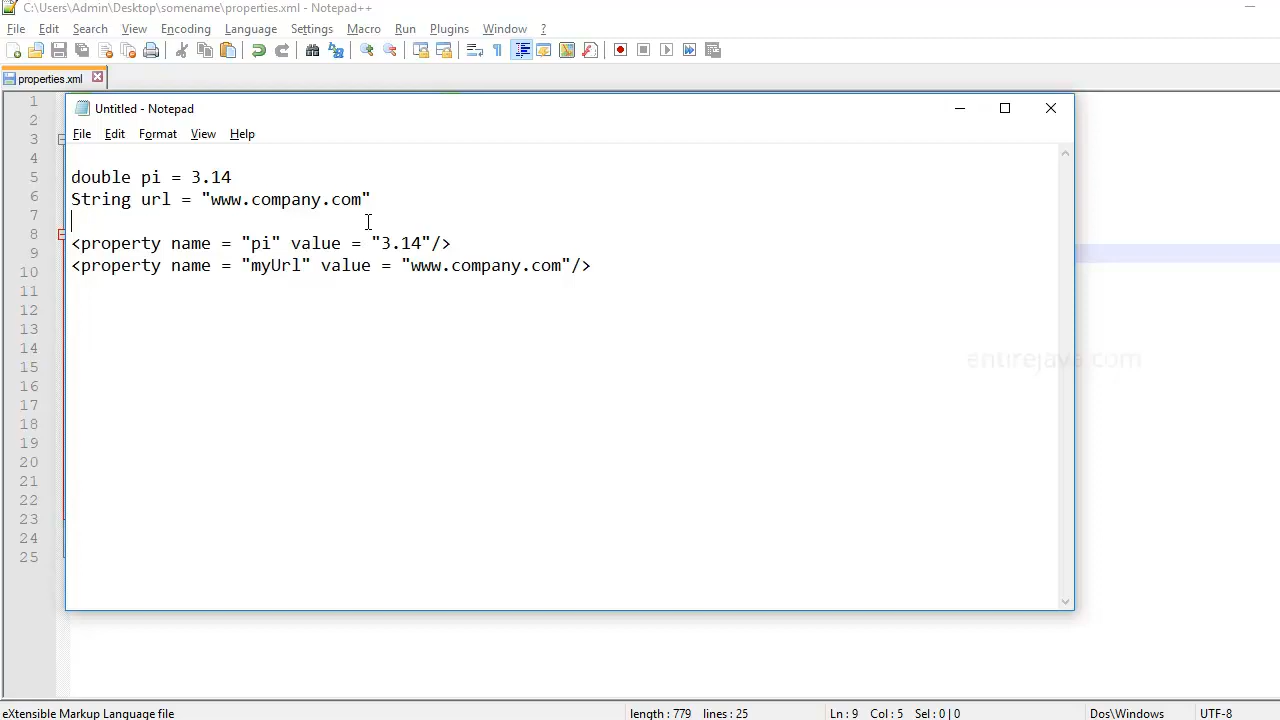 C:\Users\Admin\Desktop\somename\properties.xml - Notepad++
File Edit Search View Encoding Language Settings Macro Run Plugins Window ?
properties.xml
Untitled - Notepad
File Edit Format View Help
double pi = 3.14
String url = "www.company.com"
<property name = "pi" value = "3.14"/>
<property name = "myUrl" value = "www.company.com"/>
entirejava.com
1
2
3
4
5
6
7
8
9
10
11
12
13
14
15
16
17
18
19
20
21
22
23
24
25
eXtensible Markup Language file length : 779 lines : 25 Ln : 9 Col : 5 Sel : 0 | 0 Dos\Windows UTF-8